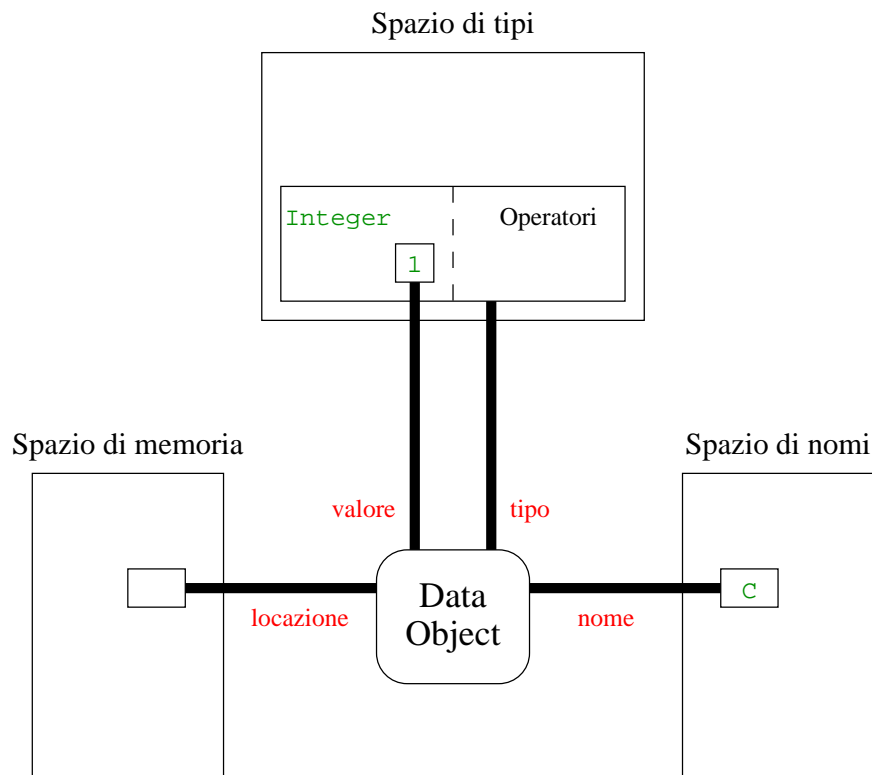 Spazio di tipi
Integer
Operatori
1
Spazio di memoria
Spazio di nomi
valore
tipo
Data
Object
C
locazione
nome